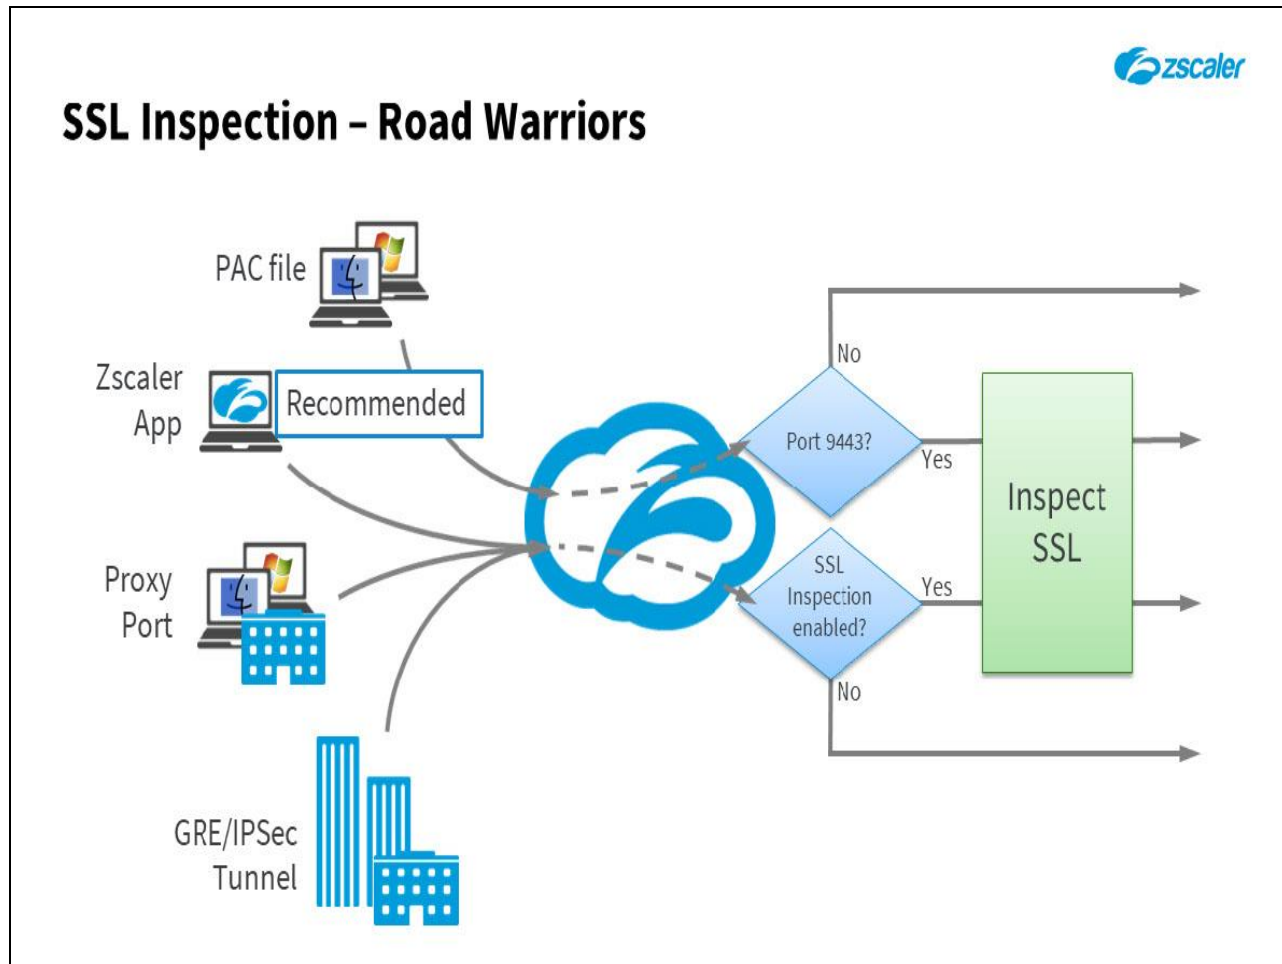 zscaler
SSL Inspection – Road Warriors
PAC file
Zscaler
App
Recommended
Proxy
Port
GRE/IPSec
Tunnel
No
Port 9443?
Yes
SSL
Inspection
enabled?
Yes
No
Inspect
SSL